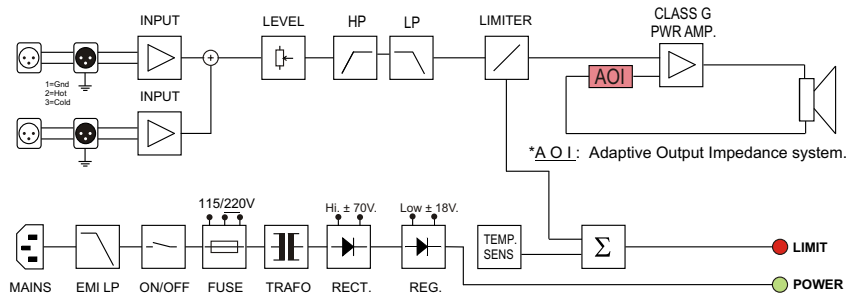 INPUT
LEVEL
HP
LP
LIMITER
CLASS G
PWR AMP.
1=Gnd
2=Hot
3=Cold
AOI
INPUT
*A O I : Adaptive Output Impedance system.
115/220V
Hi. ± 70V.
Low ± 18V.
TEMP.
SENS
Σ
LIMIT
MAINS
EMI LP
ON/OFF
FUSE
TRAFO
RECT.
REG.
POWER